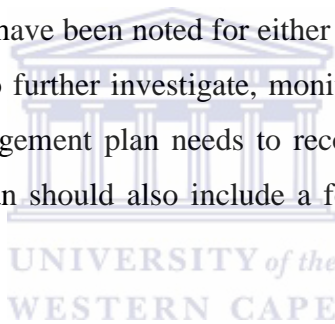 have been noted for either
further investigate, moni
gement plan needs to reco
n should also include a f
UNIVERSITY of the
WESTERN CAPE